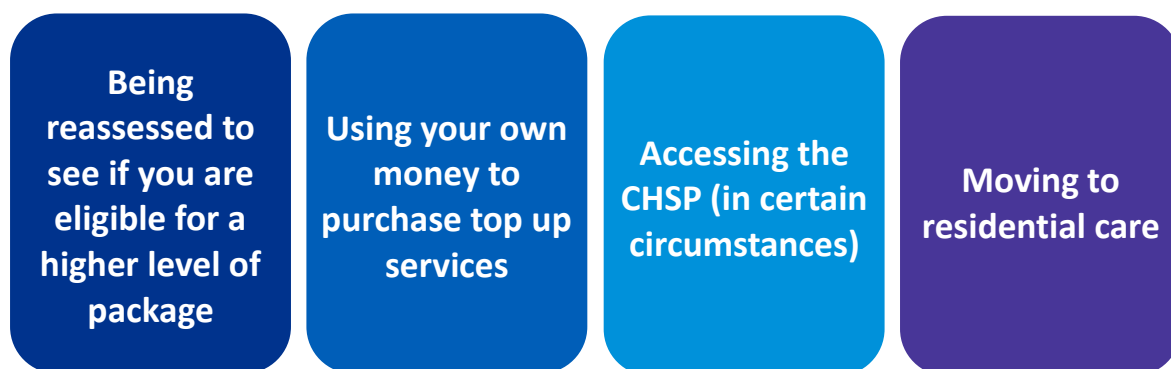 Being
reassessed to
see if you are
eligible for a
higher level of
package
Using your own
money to
purchase top up
services
Accessing the
CHSP (in certain
circumstances)
Moving to
residential care